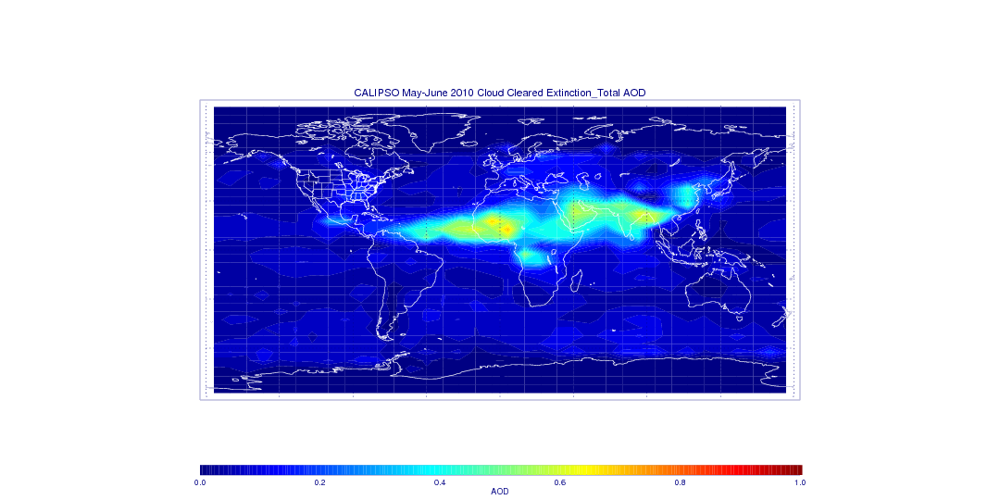 CALIPSO May-June 2010 Cloud Cleared Extinction_Total AOD
0.0 0.2 0.4 0.6 0.8 1.0
AOD